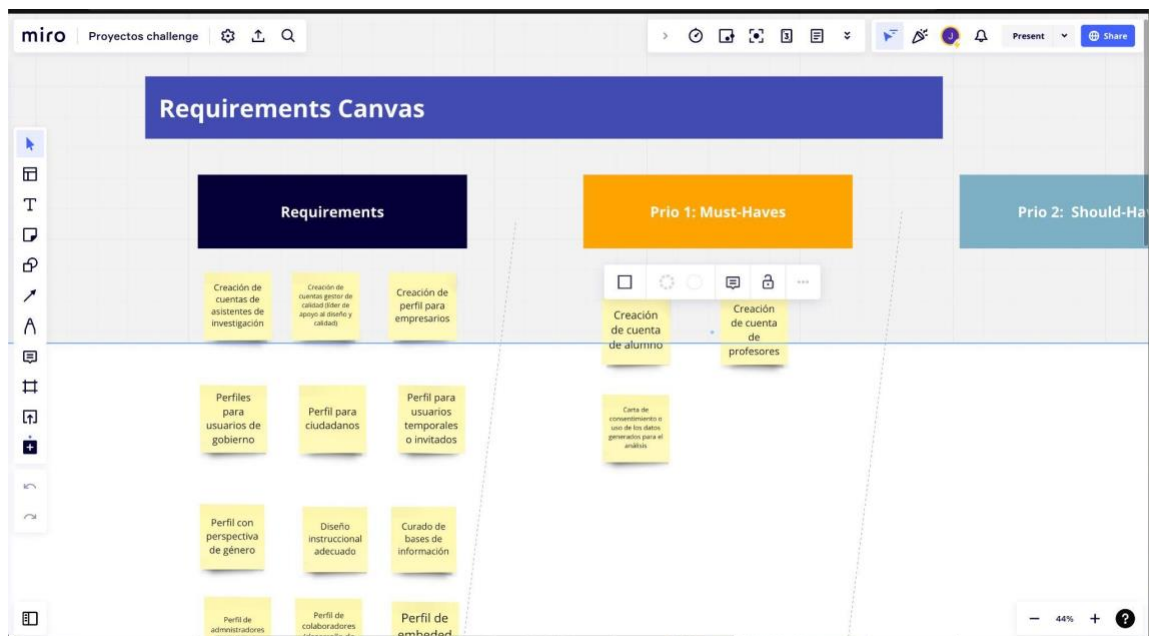 miro
Proyectos challenge
3
J
Present
Share
Requirements Canvas
Requirements
Prio 1: Must-Haves
Prio 2: Should-Ha
Creación de
cuentas de
asistentes de
investigación
Creación de
cuentas gestor de
calidad (líder de
apoyo al diseño y
calidad)
Creación de
perfil para
empresarios
Creación
de cuenta
de alumno
Creación
de cuenta
de
profesores
Perfiles
para
usuarios de
gobierno
Perfil para
ciudadanos
Perfil para
usuarios
temporales
o invitados
Carta de
consentimiento o
uso de los datos
generados para el
análisis
Perfil con
perspectiva
de género
Diseño
instruccional
adecuado
Curado de
bases de
información
Perfil de
admnistradores
Perfil de
colaboradores
Perfil de
embeded
44%